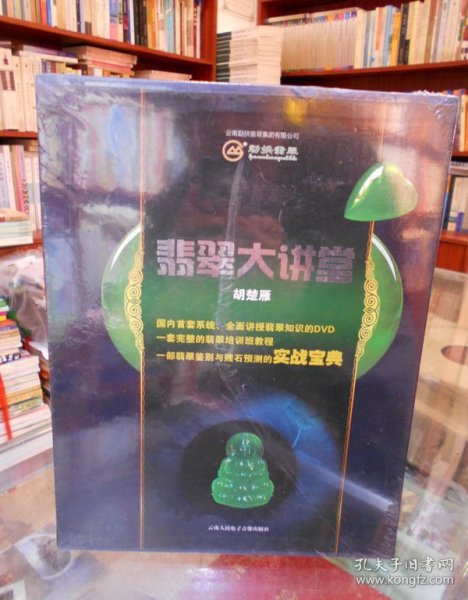 云南勐拱翡翠集团有限公司
勐拱翡翠
翡翠大讲堂
胡楚雁
国内首套系统、全面讲授翡翠知识的DVD
一套完整的翡翠培训班教程
一部翡翠鉴别与赌石预测的实战宝典
云南人民电子音像出版社
孔夫子旧书网
www.kongfz.com